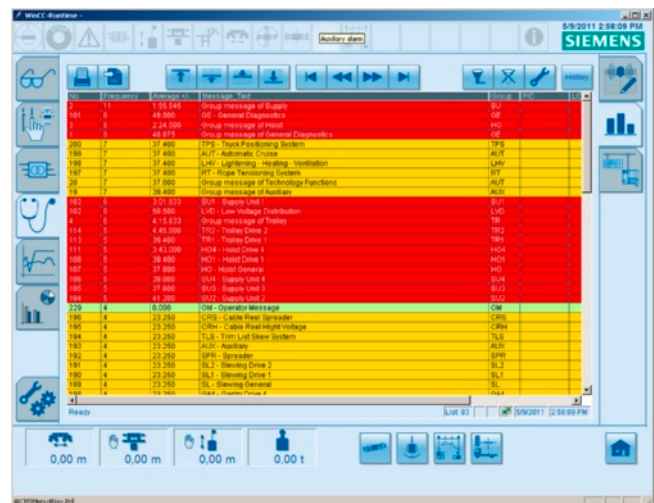 WinCC-Runtime -
5/9/2011 2:58:09 PM
Auxiliary alarm
SIEMENS
History
No Frequency Average +/- Message_Text Group PID
2 11 1:55.545 Group message of Supply SU
101 8 49.000 GE - General Diagnostics GE
3 8 2:24.500 Group message of Hoist HO
1 8 40.875 Group message of General Diagnostics GE
200 7 37.400 TPS - Truck Positioning System TPS
199 7 37.400 AUT - Automatic Cruise AUT
198 7 37.400 LHV - Lightening - Heating - Ventilation LHV
197 7 37.400 RT - Rope Tensioning System RT
20 7 37.000 Group message of Technology Functions AUT
19 7 39.400 Group message of Auxiliary AUX
103 6 3:01.833 SU1 - Supply Unit 1 SU1
102 6 58.500 LVD - Low Voltage Distribution LVD
4 6 4:15.833 Group message of Trolley TR
114 5 4:45.000 TR2 - Trolley Drive 2 TR2
113 5 39.400 TR1 - Trolley Drive 1 TR1
111 5 3:43.000 HO4 - Hoist Drive 4 HO4
108 5 39.400 HO1 - Hoist Drive 1 HO1
107 5 37.800 HO - Hoist General HO
106 5 39.000 SU4 - Supply Unit 4 SU4
105 5 37.800 SU3 - Supply Unit 3 SU3
104 5 41.200 SU2 - Supply Unit 2 SU2
229 4 0.000 OM - Operator Message OM
196 4 23.250 CRS - Cable Reel Spreader CRS
195 4 23.250 CRH - Cable Reel Hight Voltage CRH
194 4 23.250 TLS - Trim List Skew System TLS
193 4 23.250 AUX - Auxiliary AUX
192 4 23.250 SPR - Spreader SPR
191 4 23.250 SL2 - Slewing Drive 2 SL2
190 4 23.250 SL1 - Slewing Drive 1 SL1
189 4 23.250 SL - Slewing General SL
188 4 23.250 GA4 - Gantry Drive 4 GA4
Ready List: 93 5/9/2011 2:58:09 PM
0,00 m 0,00 m 0,00 m 0,00 t